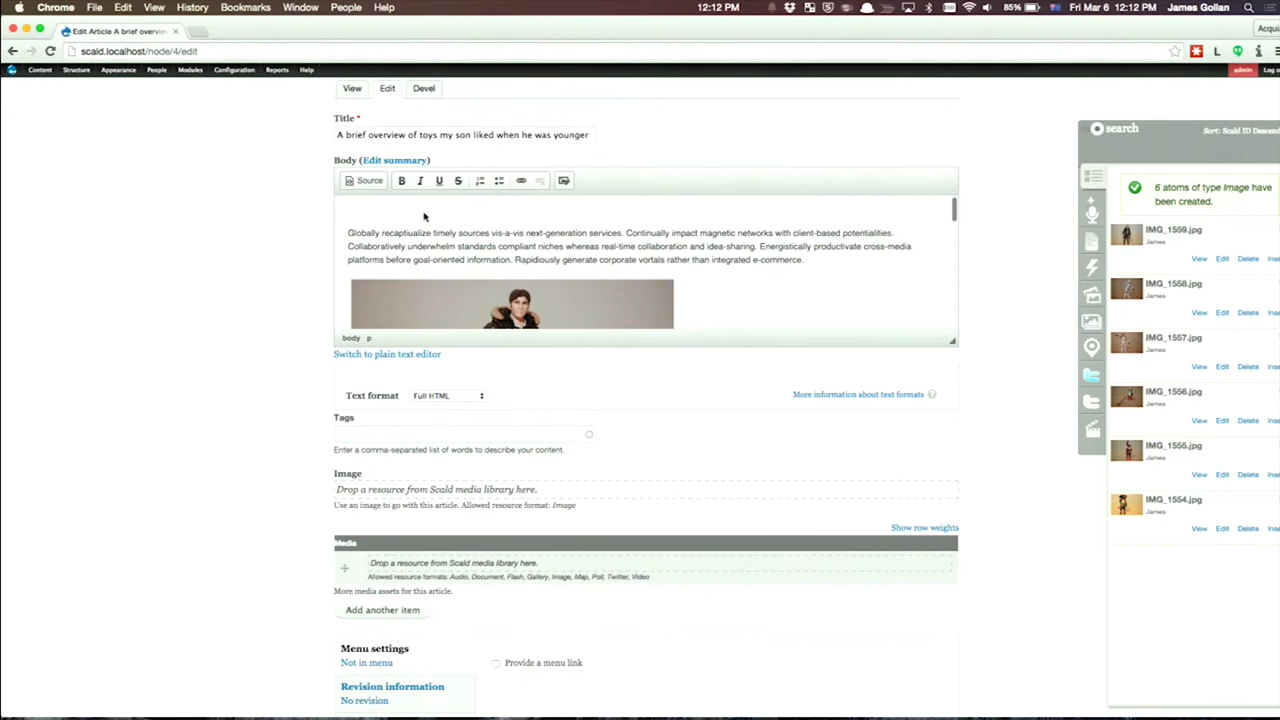 Chrome File Edit View History Bookmarks Window People Help 12:12 PM 85% Fri Mar 6 12:12 PM James Gollan
Edit Article A brief overvie Acqui
scald.localhost/node/4/edit
Content Structure Appearance People Modules Configuration Reports Help admin Log o
View Edit Devel
Title *
A brief overview of toys my son liked when he was younger
Body (Edit summary)
Source B I U S
Globally recaptiualize timely sources vis-a-vis next-generation services. Continually impact magnetic networks with client-based potentialities.
Collaboratively underwhelm standards compliant niches whereas real-time collaboration and idea-sharing. Energistically productivate cross-media
platforms before goal-oriented information. Rapidiously generate corporate vortals rather than integrated e-commerce.
body p
Switch to plain text editor
Text format Full HTML More information about text formats ?
Tags
Enter a comma-separated list of words to describe your content.
Image
Drop a resource from Scald media library here.
Use an image to go with this article. Allowed resource format: Image
Show row weights
Media
Drop a resource from Scald media library here.
Allowed resource formats: Audio, Document, Flash, Gallery, Image, Map, Poll, Twitter, Video
More media assets for this article.
Add another item
Menu settings
Not in menu
Provide a menu link
Revision information
No revision
search Sort: Scald ID Descend
6 atoms of type Image have
been created.
IMG_1559.jpg
James
View Edit Delete Inse
IMG_1558.jpg
James
View Edit Delete Inse
IMG_1557.jpg
James
View Edit Delete Inse
IMG_1556.jpg
James
View Edit Delete Inse
IMG_1555.jpg
James
View Edit Delete Inse
IMG_1554.jpg
James
View Edit Delete Inse